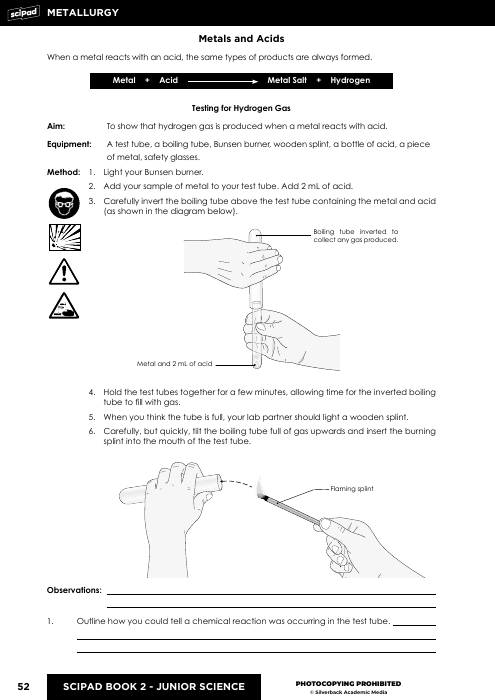 scipad METALLURGY
Metals and Acids
When a metal reacts with an acid, the same types of products are always formed.
Metal + Acid Metal Salt + Hydrogen
Testing for Hydrogen Gas
Aim: To show that hydrogen gas is produced when a metal reacts with acid.
Equipment: A test tube, a boiling tube, Bunsen burner, wooden splint, a bottle of acid, a piece
of metal, safety glasses.
Method: 1. Light your Bunsen burner.
2. Add your sample of metal to your test tube. Add 2 mL of acid.
3. Carefully invert the boiling tube above the test tube containing the metal and acid
(as shown in the diagram below).
Boiling tube inverted to
collect any gas produced.
Metal and 2 mL of acid
4. Hold the test tubes together for a few minutes, allowing time for the inverted boiling
tube to fill with gas.
5. When you think the tube is full, your lab partner should light a wooden splint.
6. Carefully, but quickly, tilt the boiling tube full of gas upwards and insert the burning
splint into the mouth of the test tube.
Flaming splint
Observations:
1. Outline how you could tell a chemical reaction was occurring in the test tube.
52 SCIPAD BOOK 2 - JUNIOR SCIENCE
PHOTOCOPYING PROHIBITED
© Silverback Academic Media